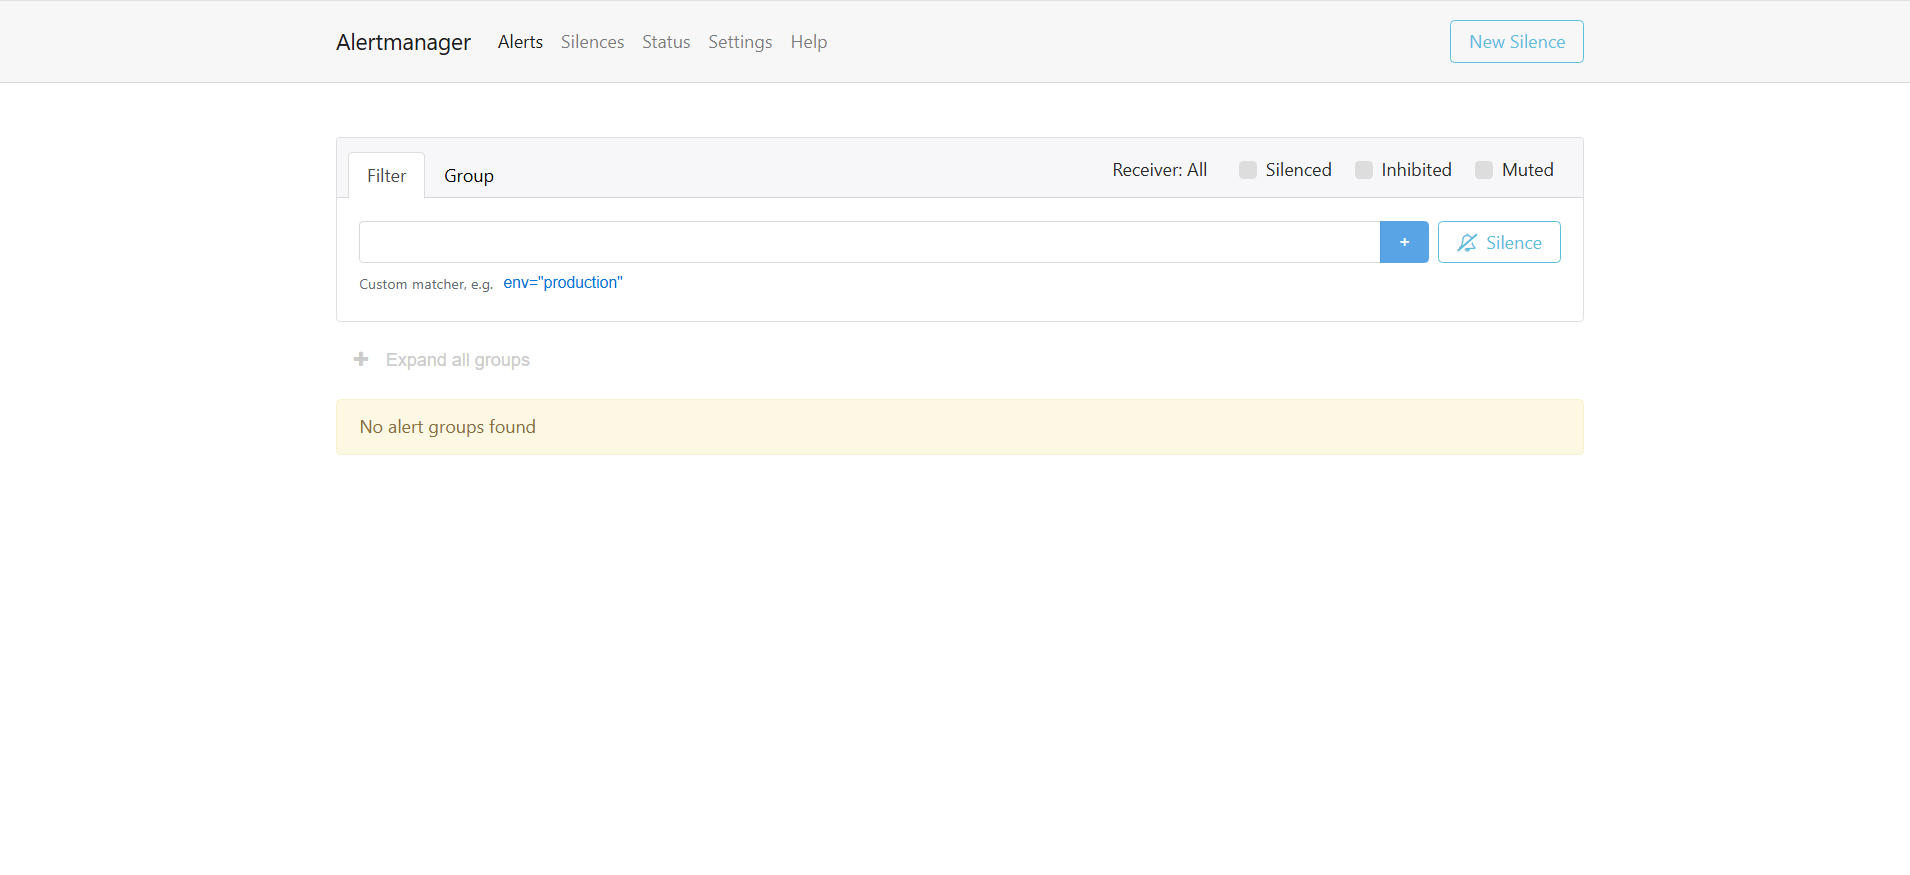 Alertmanager Alerts Silences Status Settings Help New Silence
Filter Group Receiver: All Silenced Inhibited Muted
+ Silence
Custom matcher, e.g. env="production"
+ Expand all groups
No alert groups found